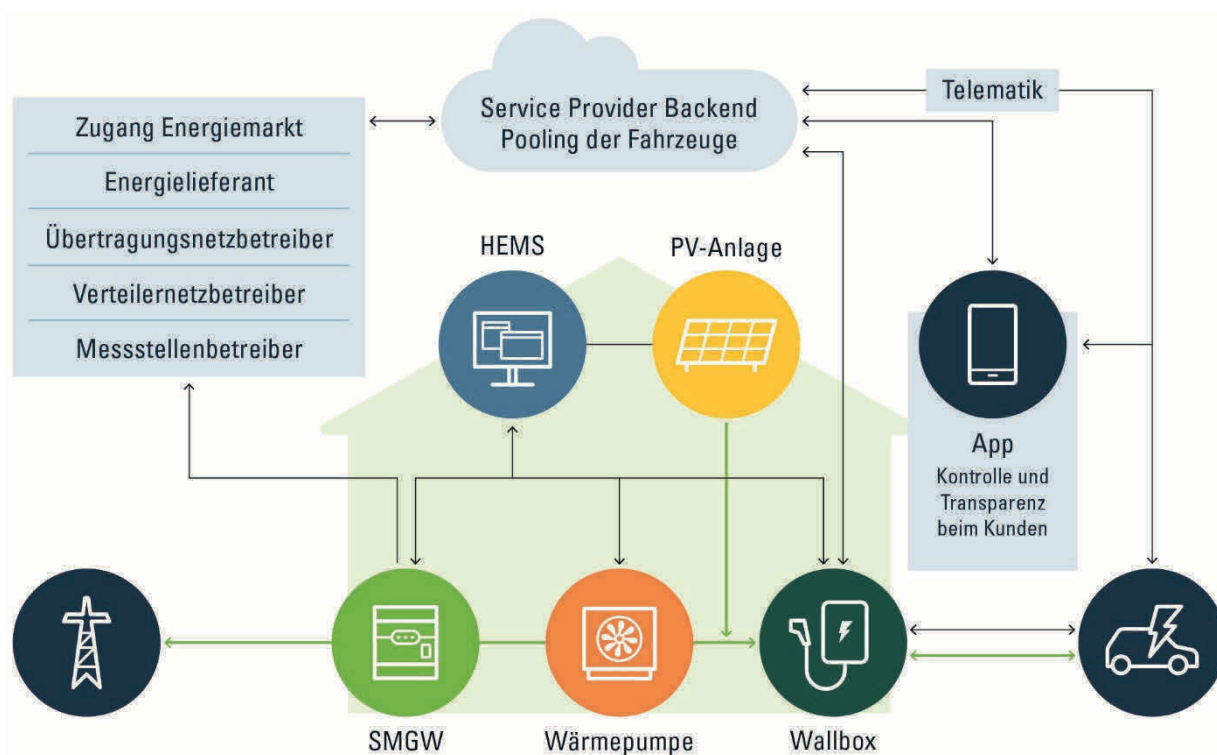 Service Provider Backend
Pooling der Fahrzeuge
Telematik
Zugang Energiemarkt
Energielieferant
Übertragungsnetzbetreiber
Verteilernetzbetreiber
Messstellenbetreiber
HEMS
PV-Anlage
App
Kontrolle und
Transparenz
beim Kunden
SMGW
Wärmepumpe
Wallbox